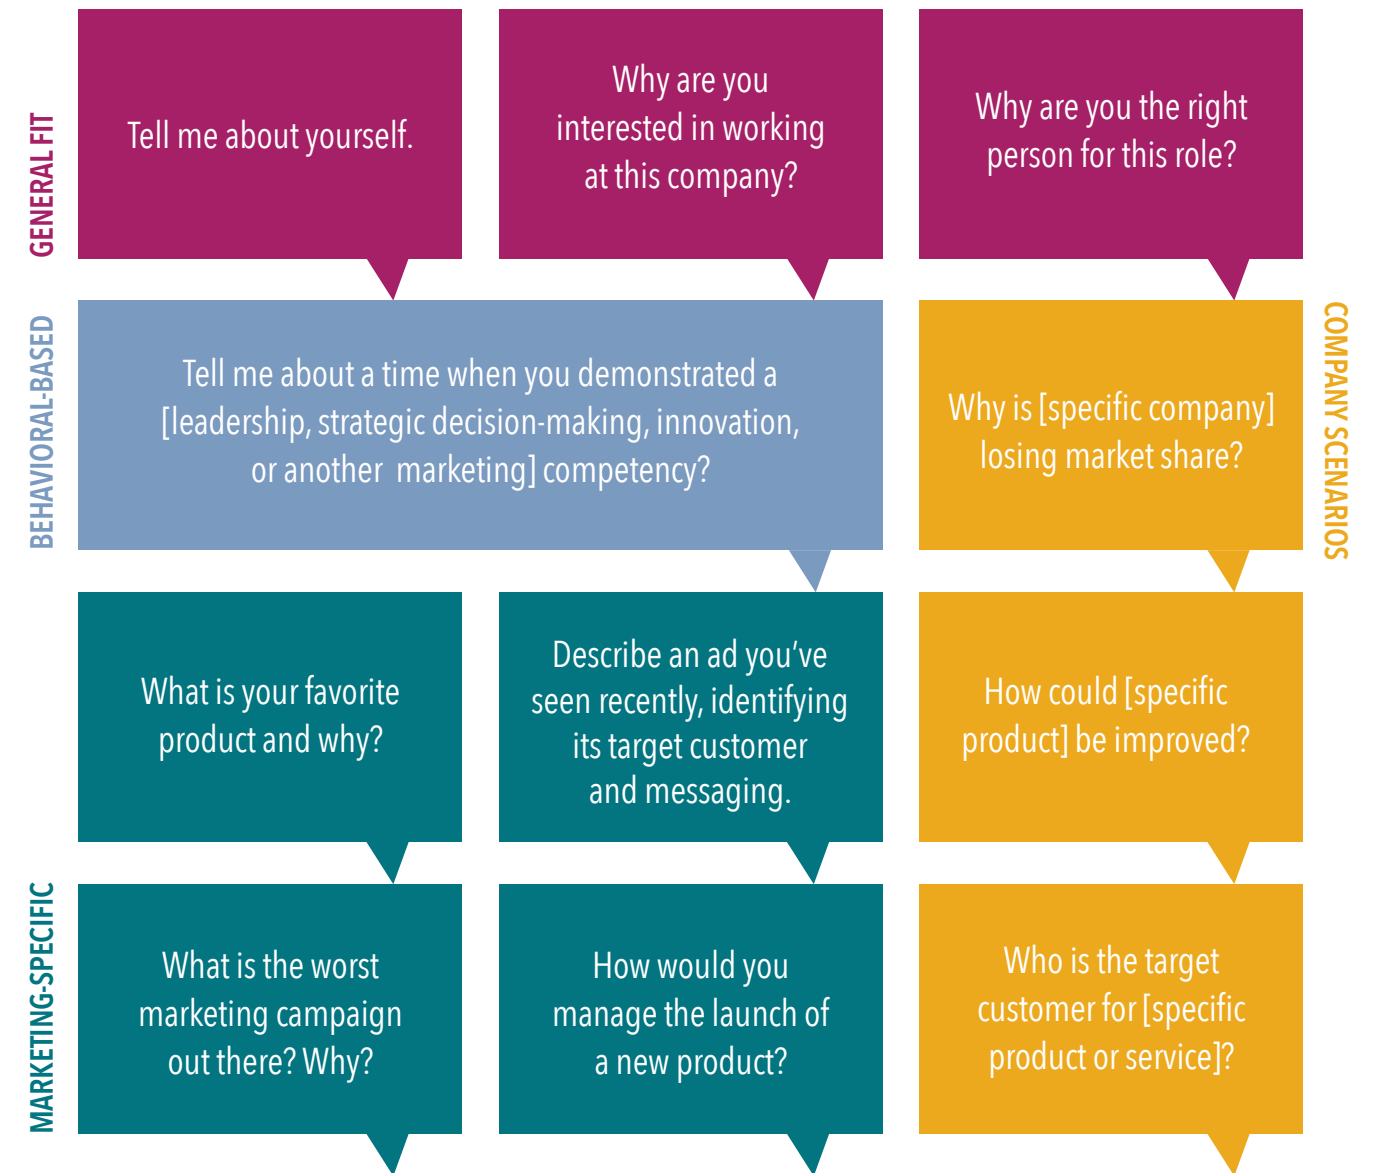 GENERAL FIT
Tell me about yourself.
Why are you
interested in working
at this company?
Why are you the right
person for this role?
BEHAVIORAL-BASED
Tell me about a time when you demonstrated a
[leadership, strategic decision-making, innovation,
or another marketing] competency?
COMPANY SCENARIOS
Why is [specific company]
losing market share?
MARKETING-SPECIFIC
What is your favorite
product and why?
Describe an ad you’ve
seen recently, identifying
its target customer
and messaging.
How could [specific
product] be improved?
What is the worst
marketing campaign
out there? Why?
How would you
manage the launch of
a new product?
Who is the target
customer for [specific
product or service]?